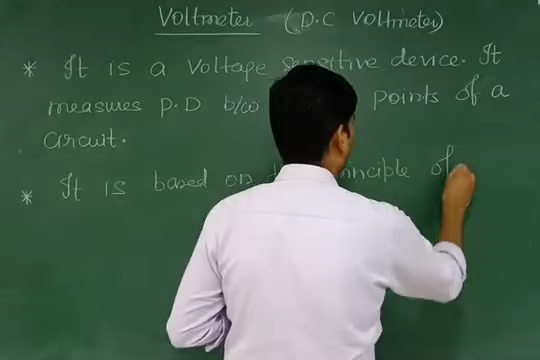 Voltmeter (D.C Voltmeter)
* It is a Voltage sensitive device. It
measures P.D b/w points of a
circuit.
* It is based on principle of